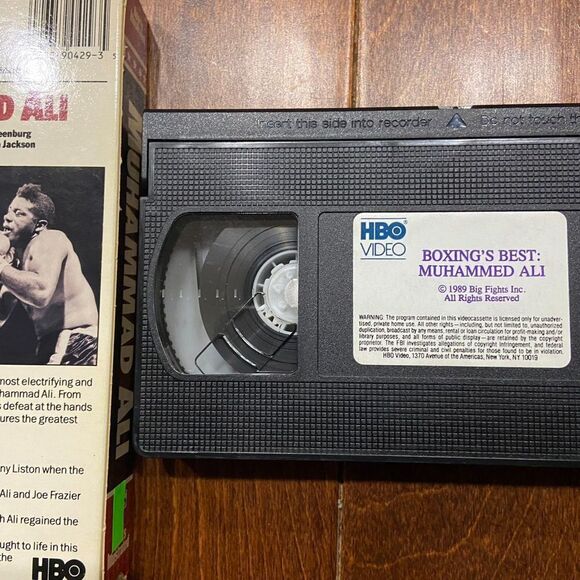 90429-3
D ALI
eenburg
Jackson
MUHAMMAD ALI
most electrifying and
hammad Ali. From
defeat at the hands
ures the greatest
ny Liston when the
Ali and Joe Frazier
h Ali regained the
ught to life in this
the
HBO
Insert this side into recorder
Do not touch the
HBO®
VIDEO
BOXING'S BEST:
MUHAMMED ALI
© 1989 Big Fights Inc.
All Rights Reserved
WARNING: The program contained in this videocassette is licensed only for unadver-
tised, private home use. All other rights — including, but not limited to, unauthorized
duplication, broadcast by any means, rental or loan circulation for profit-making and/or
library purposes, and all forms of public display — are retained by the copyright
proprietor. The FBI investigates allegations of copyright infringement, and federal
law provides severe criminal and civil penalties for those found to be in violation.
HBO Video, 1370 Avenue of the Americas, New York, NY 10019